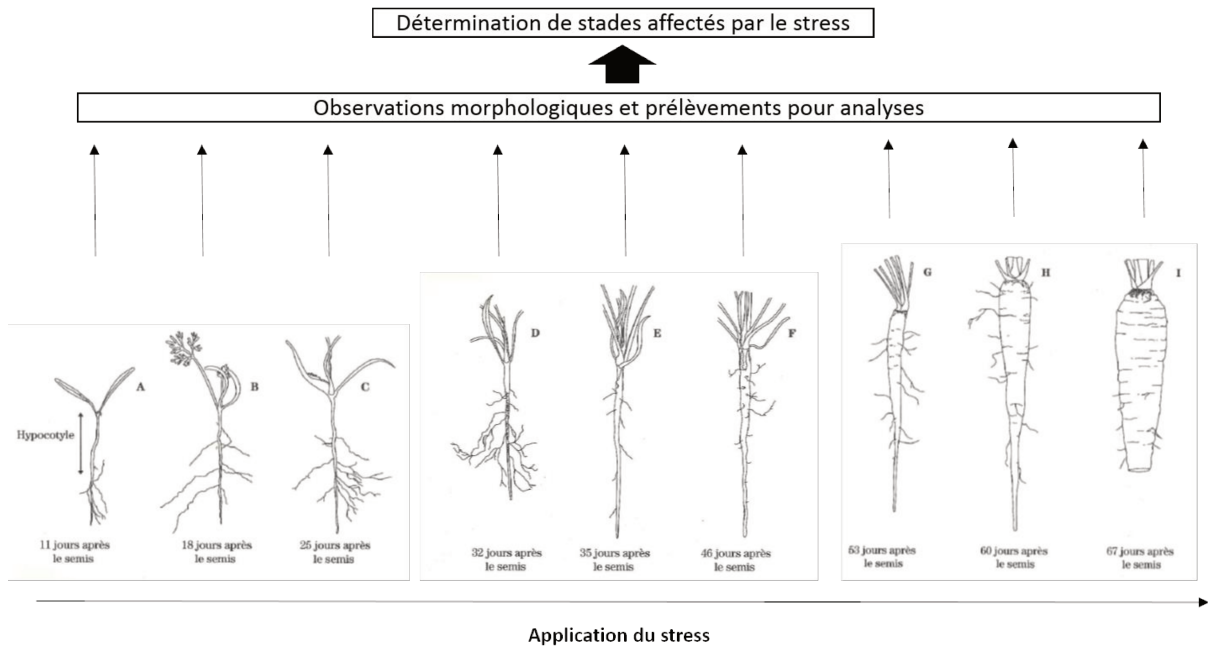 Détermination de stades affectés par le stress
Observations morphologiques et prélèvements pour analyses
A
Hypocotyle
11 jours après
le semis
B
18 jours après
le semis
C
25 jours après
le semis
D
32 jours après
le semis
E
35 jours après
le semis
F
46 jours après
le semis
G
53 jours après
le semis
H
60 jours après
le semis
I
67 jours après
le semis
Application du stress